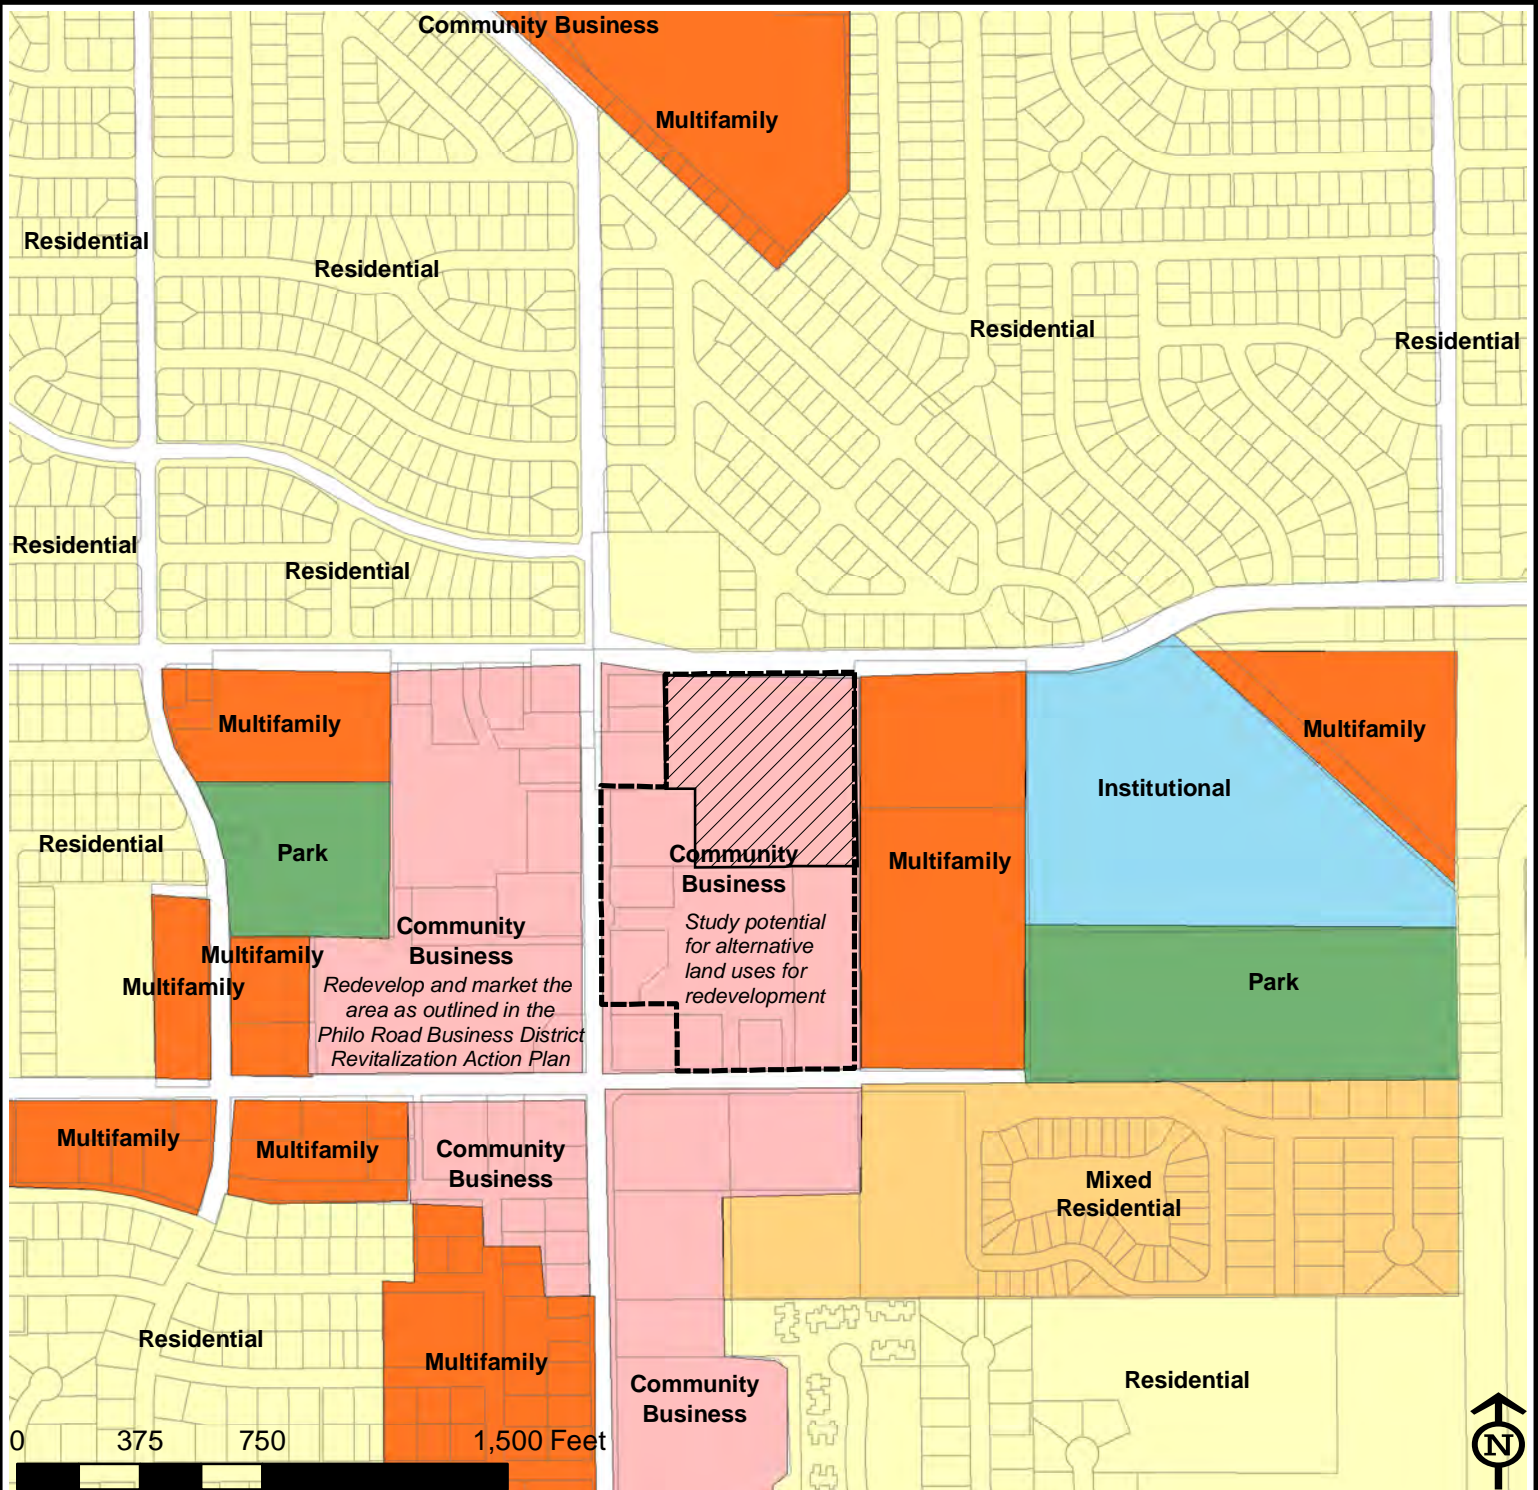 Community Business
Multifamily
Residential
Residential
Residential
Residential
Residential
Residential
Multifamily
Multifamily
Institutional
Residential
Park
Community
Business
Multifamily
Study potential
for alternative
land uses for
redevelopment
Community
Business
Redevelop and market the
area as outlined in the
Philo Road Business District
Revitalization Action Plan
Multifamily
Multifamily
Park
Multifamily
Multifamily
Community
Business
Mixed
Residential
Residential
Multifamily
Community
Business
Residential
0 375 750 1,500 Feet
N